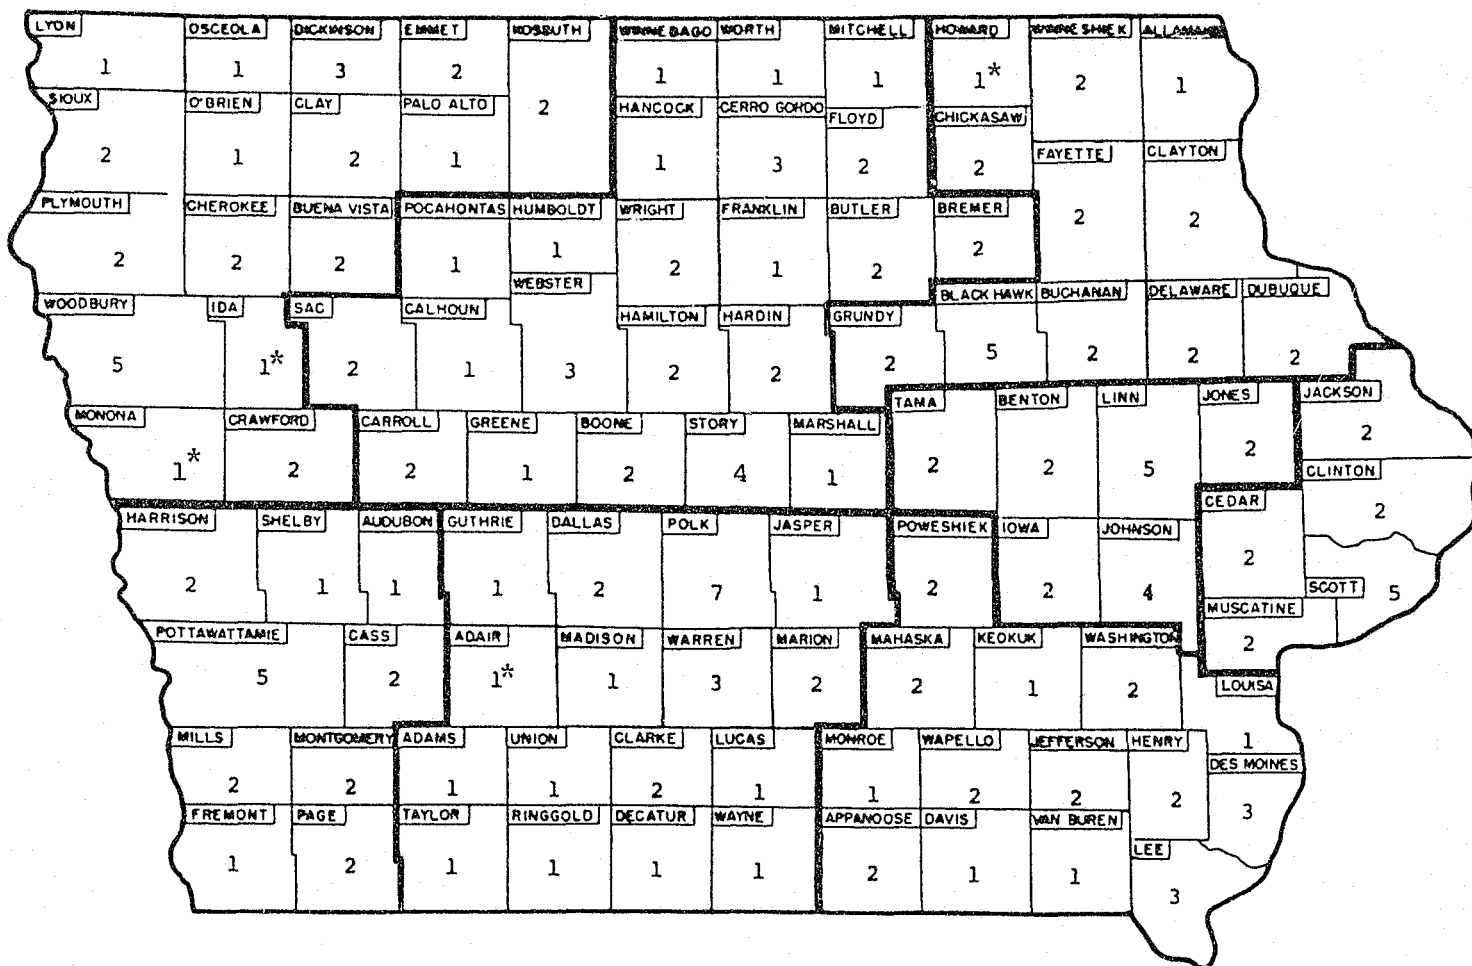 LYON OSCEOLA DICKINSON EMMET KOSSUTH WINNEBAGO WORTH MITCHELL HOWARD WINNESHIEK ALLAMAKEE
1 1 3 2 1 1 1 1* 2 1
SIOUX O'BRIEN CLAY PALO ALTO 2 HANCOCK CERRO GORDO FLOYD CHICKASAW
2 1 2 1 1 3 2 2 FAYETTE CLAYTON
PLYMOUTH CHEROKEE BUENA VISTA POCAHONTAS HUMBOLDT WRIGHT FRANKLIN BUTLER BREMER
2 2 2 1 1 2 1 2 2 2 2
WOODBURY IDA SAC CALHOUN WEBSTER HAMILTON HARDIN GRUNDY BLACK HAWK BUCHANAN DELAWARE DUBUQUE
5 1* 2 1 3 2 2 2 5 2 2 2
MONONA CRAWFORD CARROLL GREENE BOONE STORY MARSHALL TAMA BENTON LINN JONES JACKSON
1* 2 2 1 2 4 1 2 2 5 2 2
CLINTON
2
HARRISON SHELBY AUDUBON GUTHRIE DALLAS POLK JASPER POWESHIEK IOWA JOHNSON CEDAR
2 1 1 1 2 7 1 2 2 4 2 SCOTT 5
POTTAWATTAMIE CASS ADAIR MADISON WARREN MARION MAHASKA KEOKUK WASHINGTON MUSCATINE
5 2 1* 1 3 2 2 1 2 2
LOUISA
1
MILLS MONTGOMERY ADAMS UNION CLARKE LUCAS MONROE WAPELLO JEFFERSON HENRY DES MOINES
2 2 1 1 2 1 1 2 2 2 3
FREMONT PAGE TAYLOR RINGGOLD DECATUR WAYNE APPANOOSE DAVIS VAN BUREN LEE
1 2 1 1 1 1 2 1 1 3